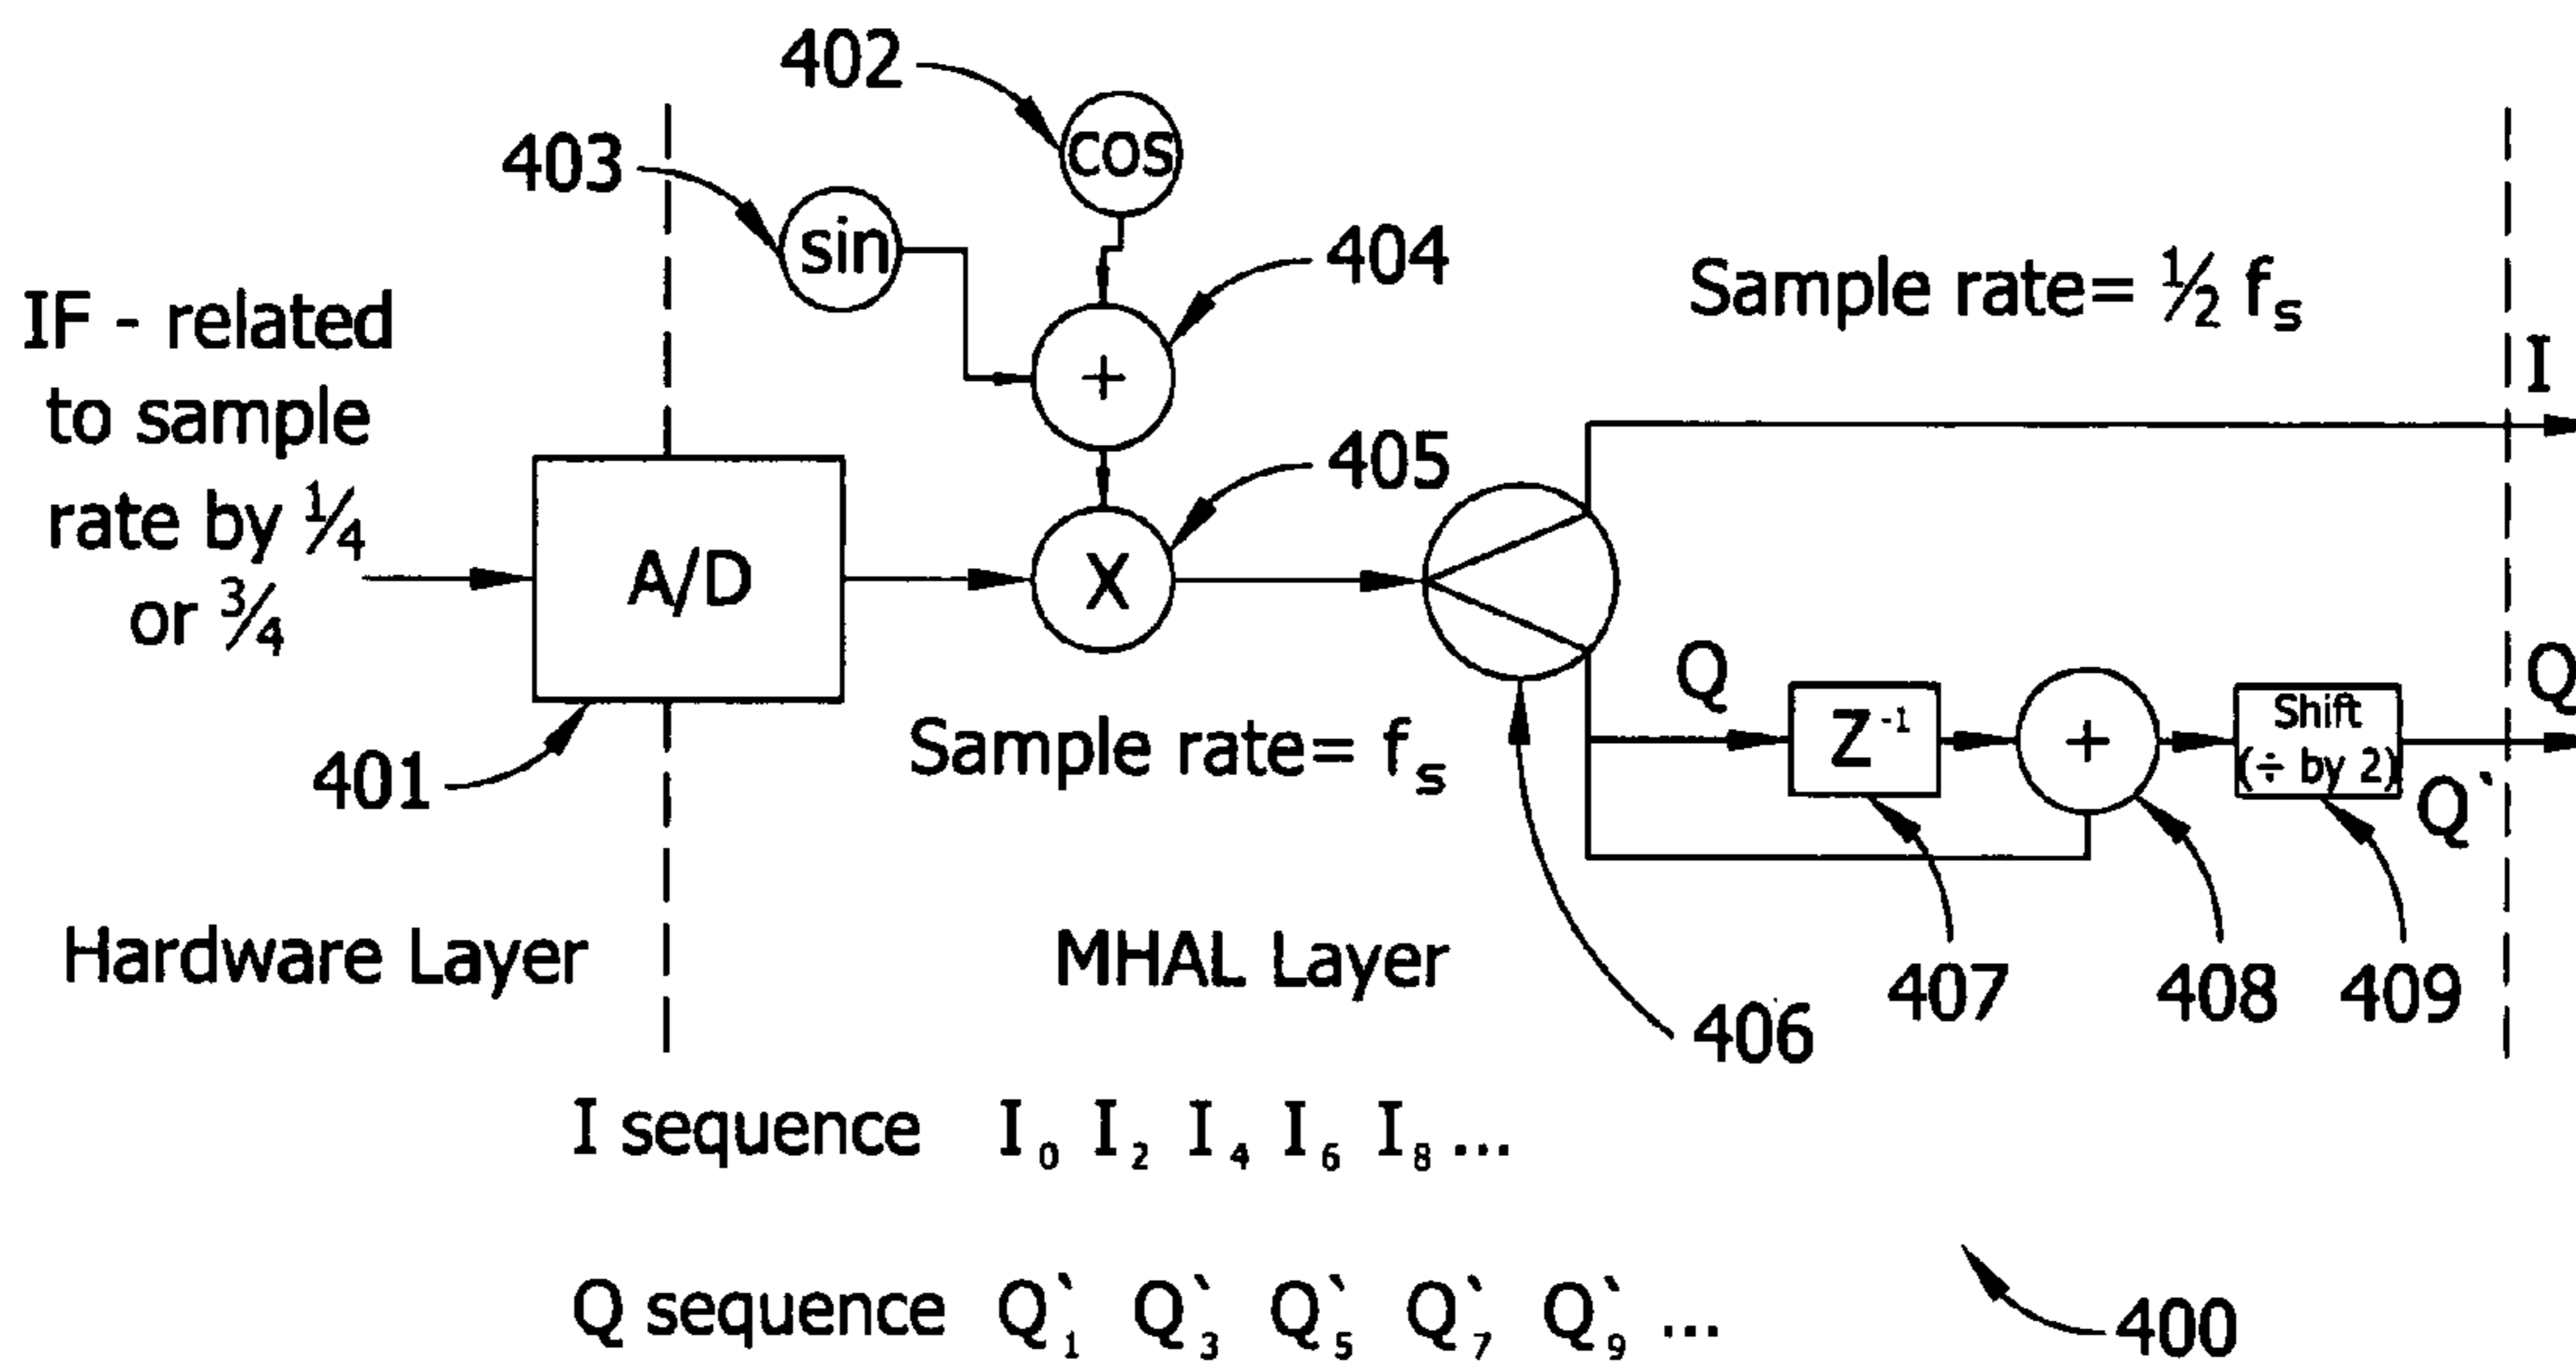 402
cos
403
sin
404
Sample rate= ½ fs
IF - related
to sample
rate by ¼
or ¾
I
405
A/D
X
+
Q
Q
Z⁻¹
+
Shift
(÷ by 2)
Q`
Sample rate= fs
401
Hardware Layer
MHAL Layer
406
407
408
409
I sequence I₀ I₂ I₄ I₆ I₈ ...
Q sequence Q`₁ Q`₃ Q`₅ Q`₇ Q`₉ ...
400